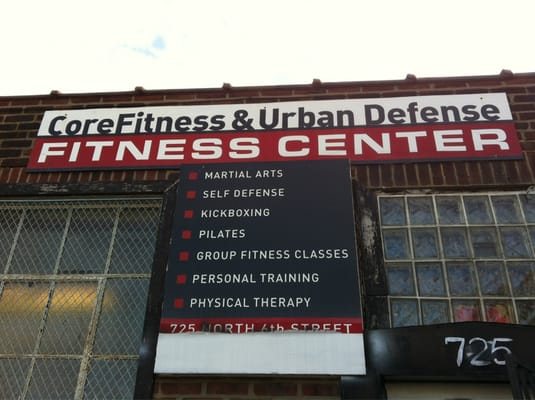 CoreFitness & Urban Defense
FITNESS CENTER
MARTIAL ARTS
SELF DEFENSE
KICKBOXING
PILATES
GROUP FITNESS CLASSES
PERSONAL TRAINING
PHYSICAL THERAPY
725 NORTH 4th STREET
725